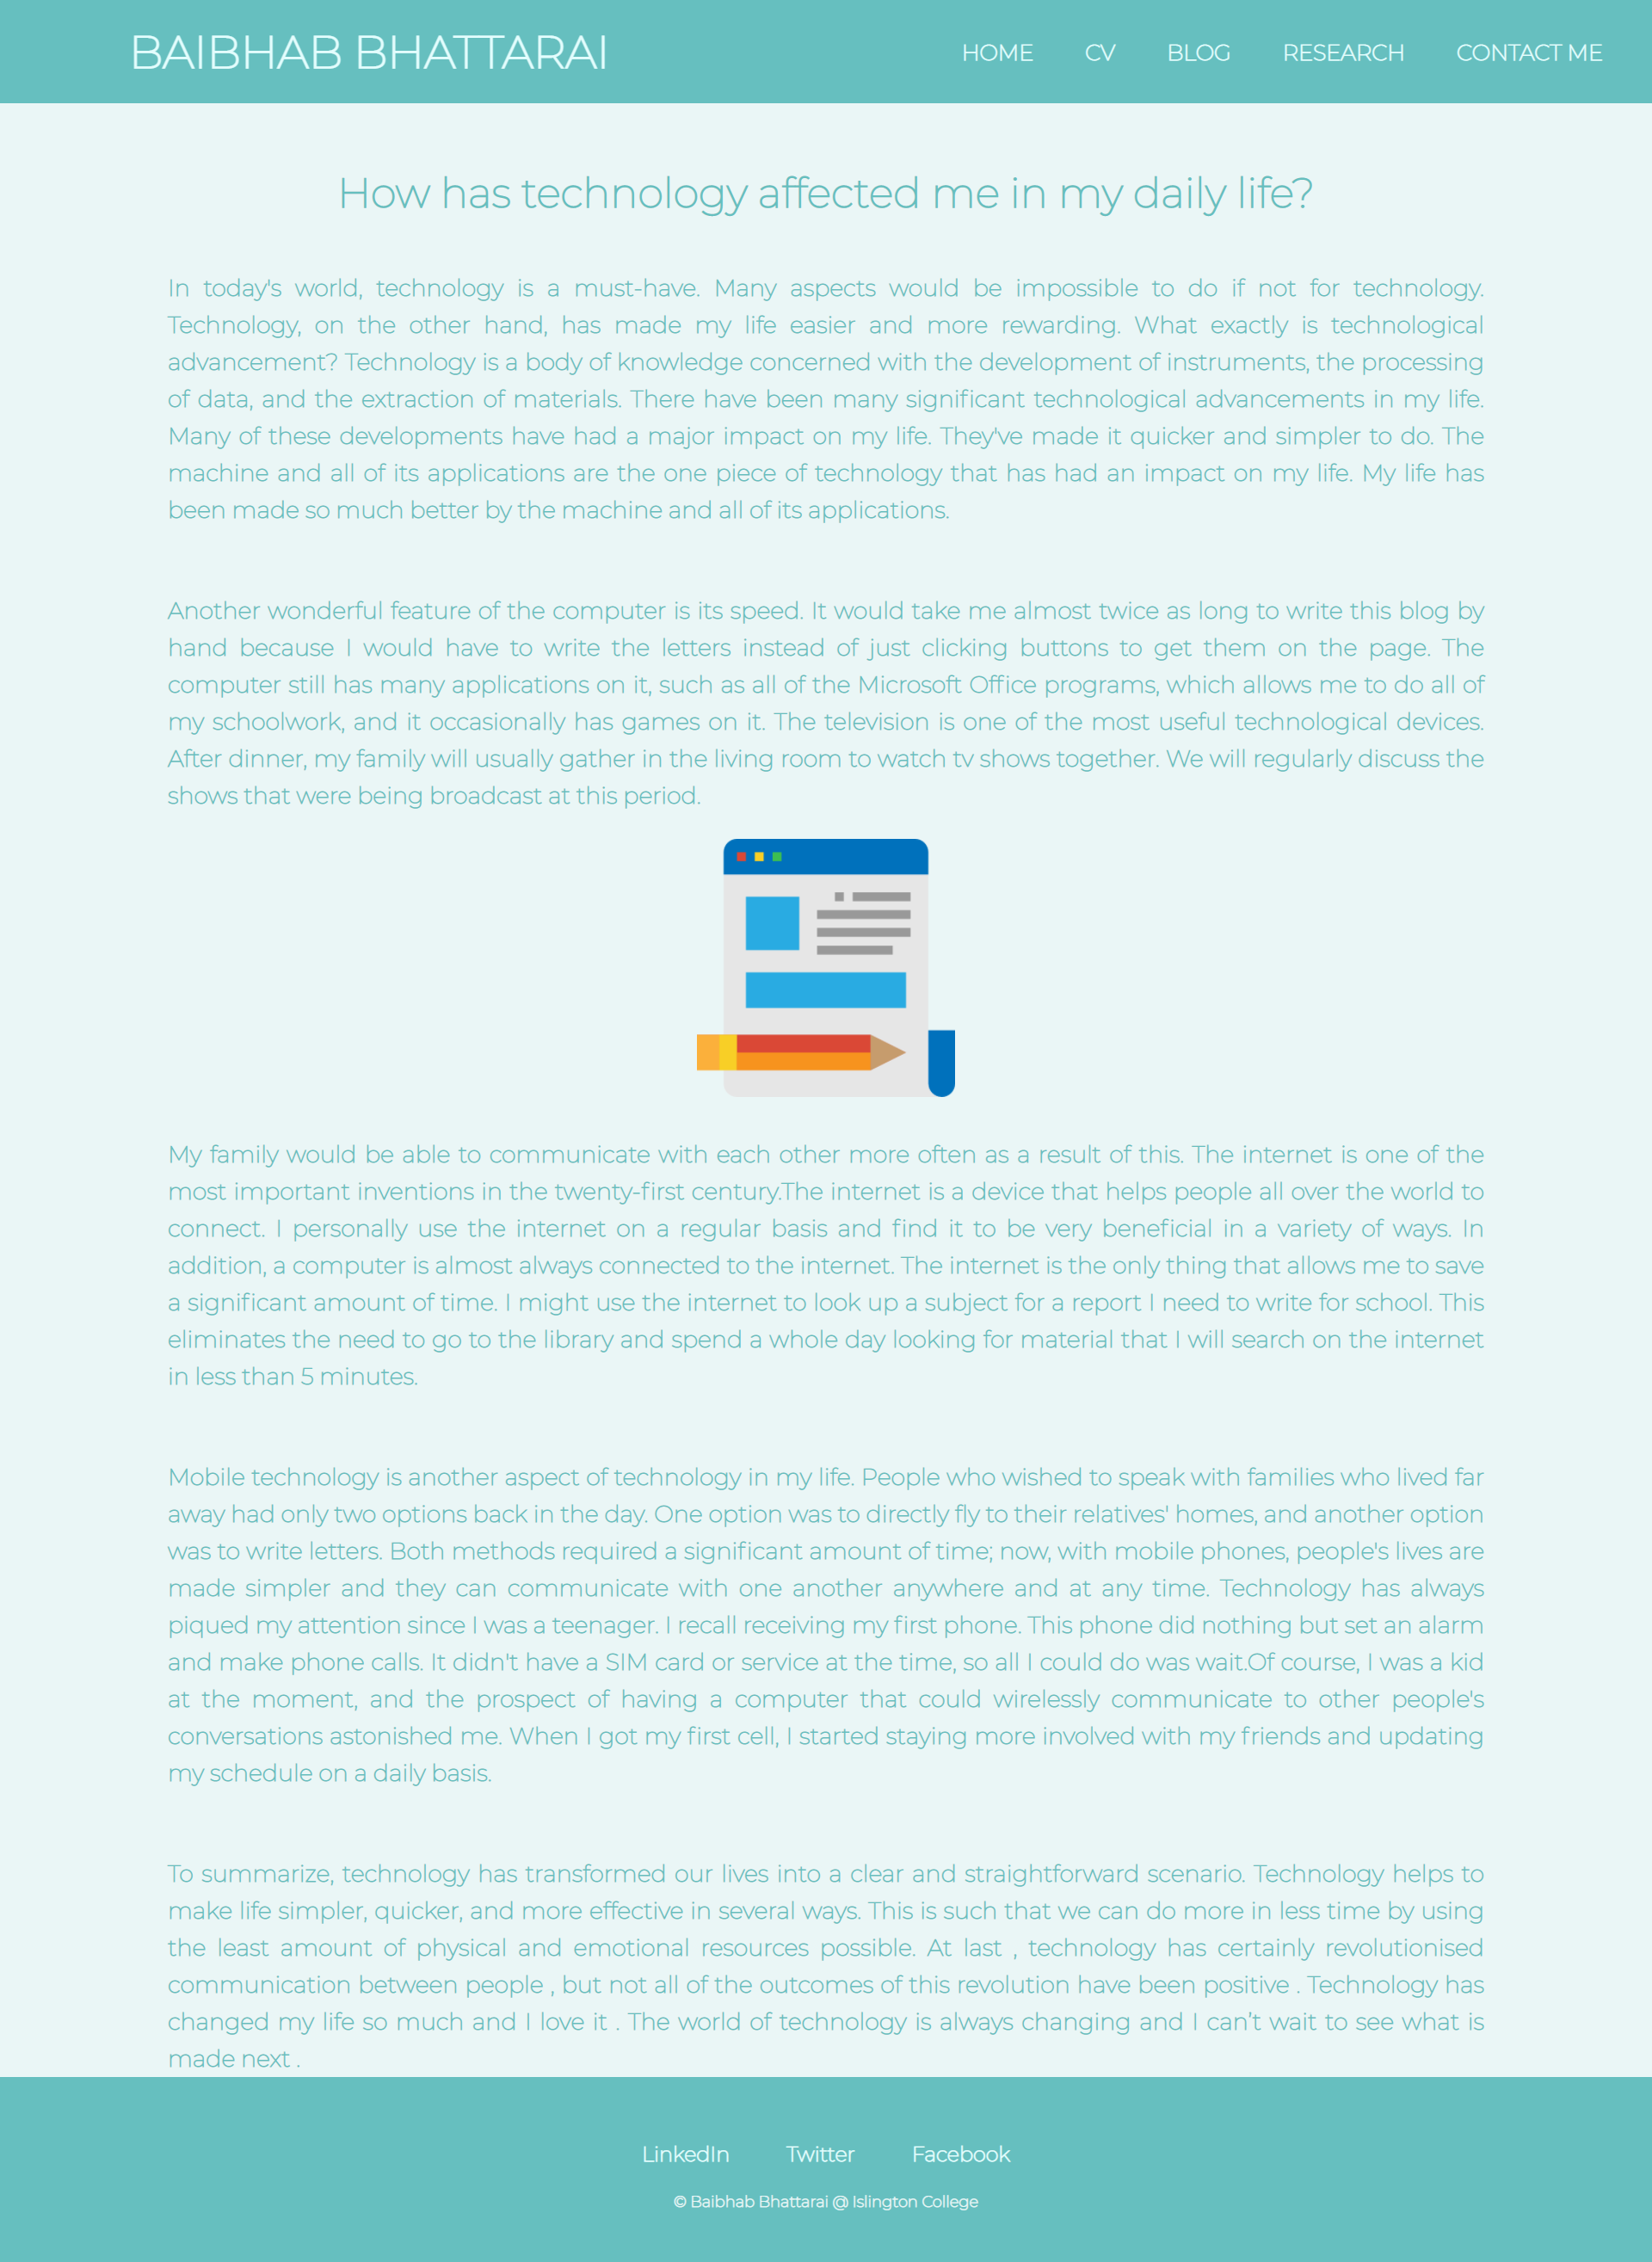 BAIBHAB BHATTARAI
HOME CV BLOG RESEARCH CONTACT ME
How has technology affected me in my daily life?
In today's world, technology is a must-have. Many aspects would be impossible to do if not for technology.
Technology, on the other hand, has made my life easier and more rewarding. What exactly is technological
advancement? Technology is a body of knowledge concerned with the development of instruments, the processing
of data, and the extraction of materials. There have been many significant technological advancements in my life.
Many of these developments have had a major impact on my life. They've made it quicker and simpler to do. The
machine and all of its applications are the one piece of technology that has had an impact on my life. My life has
been made so much better by the machine and all of its applications.
Another wonderful feature of the computer is its speed. It would take me almost twice as long to write this blog by
hand because I would have to write the letters instead of just clicking buttons to get them on the page. The
computer still has many applications on it, such as all of the Microsoft Office programs, which allows me to do all of
my schoolwork, and it occasionally has games on it. The television is one of the most useful technological devices.
After dinner, my family will usually gather in the living room to watch tv shows together. We will regularly discuss the
shows that were being broadcast at this period.
My family would be able to communicate with each other more often as a result of this. The internet is one of the
most important inventions in the twenty-first century.The internet is a device that helps people all over the world to
connect. I personally use the internet on a regular basis and find it to be very beneficial in a variety of ways. In
addition, a computer is almost always connected to the internet. The internet is the only thing that allows me to save
a significant amount of time. I might use the internet to look up a subject for a report I need to write for school. This
eliminates the need to go to the library and spend a whole day looking for material that I will search on the internet
in less than 5 minutes.
Mobile technology is another aspect of technology in my life. People who wished to speak with families who lived far
away had only two options back in the day. One option was to directly fly to their relatives' homes, and another option
was to write letters. Both methods required a significant amount of time; now, with mobile phones, people's lives are
made simpler and they can communicate with one another anywhere and at any time. Technology has always
piqued my attention since I was a teenager. I recall receiving my first phone. This phone did nothing but set an alarm
and make phone calls. It didn't have a SIM card or service at the time, so all I could do was wait.Of course, I was a kid
at the moment, and the prospect of having a computer that could wirelessly communicate to other people's
conversations astonished me. When I got my first cell, I started staying more involved with my friends and updating
my schedule on a daily basis.
To summarize, technology has transformed our lives into a clear and straightforward scenario. Technology helps to
make life simpler, quicker, and more effective in several ways. This is such that we can do more in less time by using
the least amount of physical and emotional resources possible. At last , technology has certainly revolutionised
communication between people , but not all of the outcomes of this revolution have been positive . Technology has
changed my life so much and I love it . The world of technology is always changing and I can’t wait to see what is
made next .
LinkedIn Twitter Facebook
© Baibhab Bhattarai @ Islington College